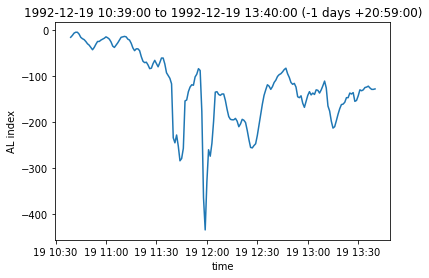 1992-12-19 10:39:00 to 1992-12-19 13:40:00 (-1 days +20:59:00)
0
−100
−200
−300
−400
AL index
19 10:30 19 11:00 19 11:30 19 12:00 19 12:30 19 13:00 19 13:30
time